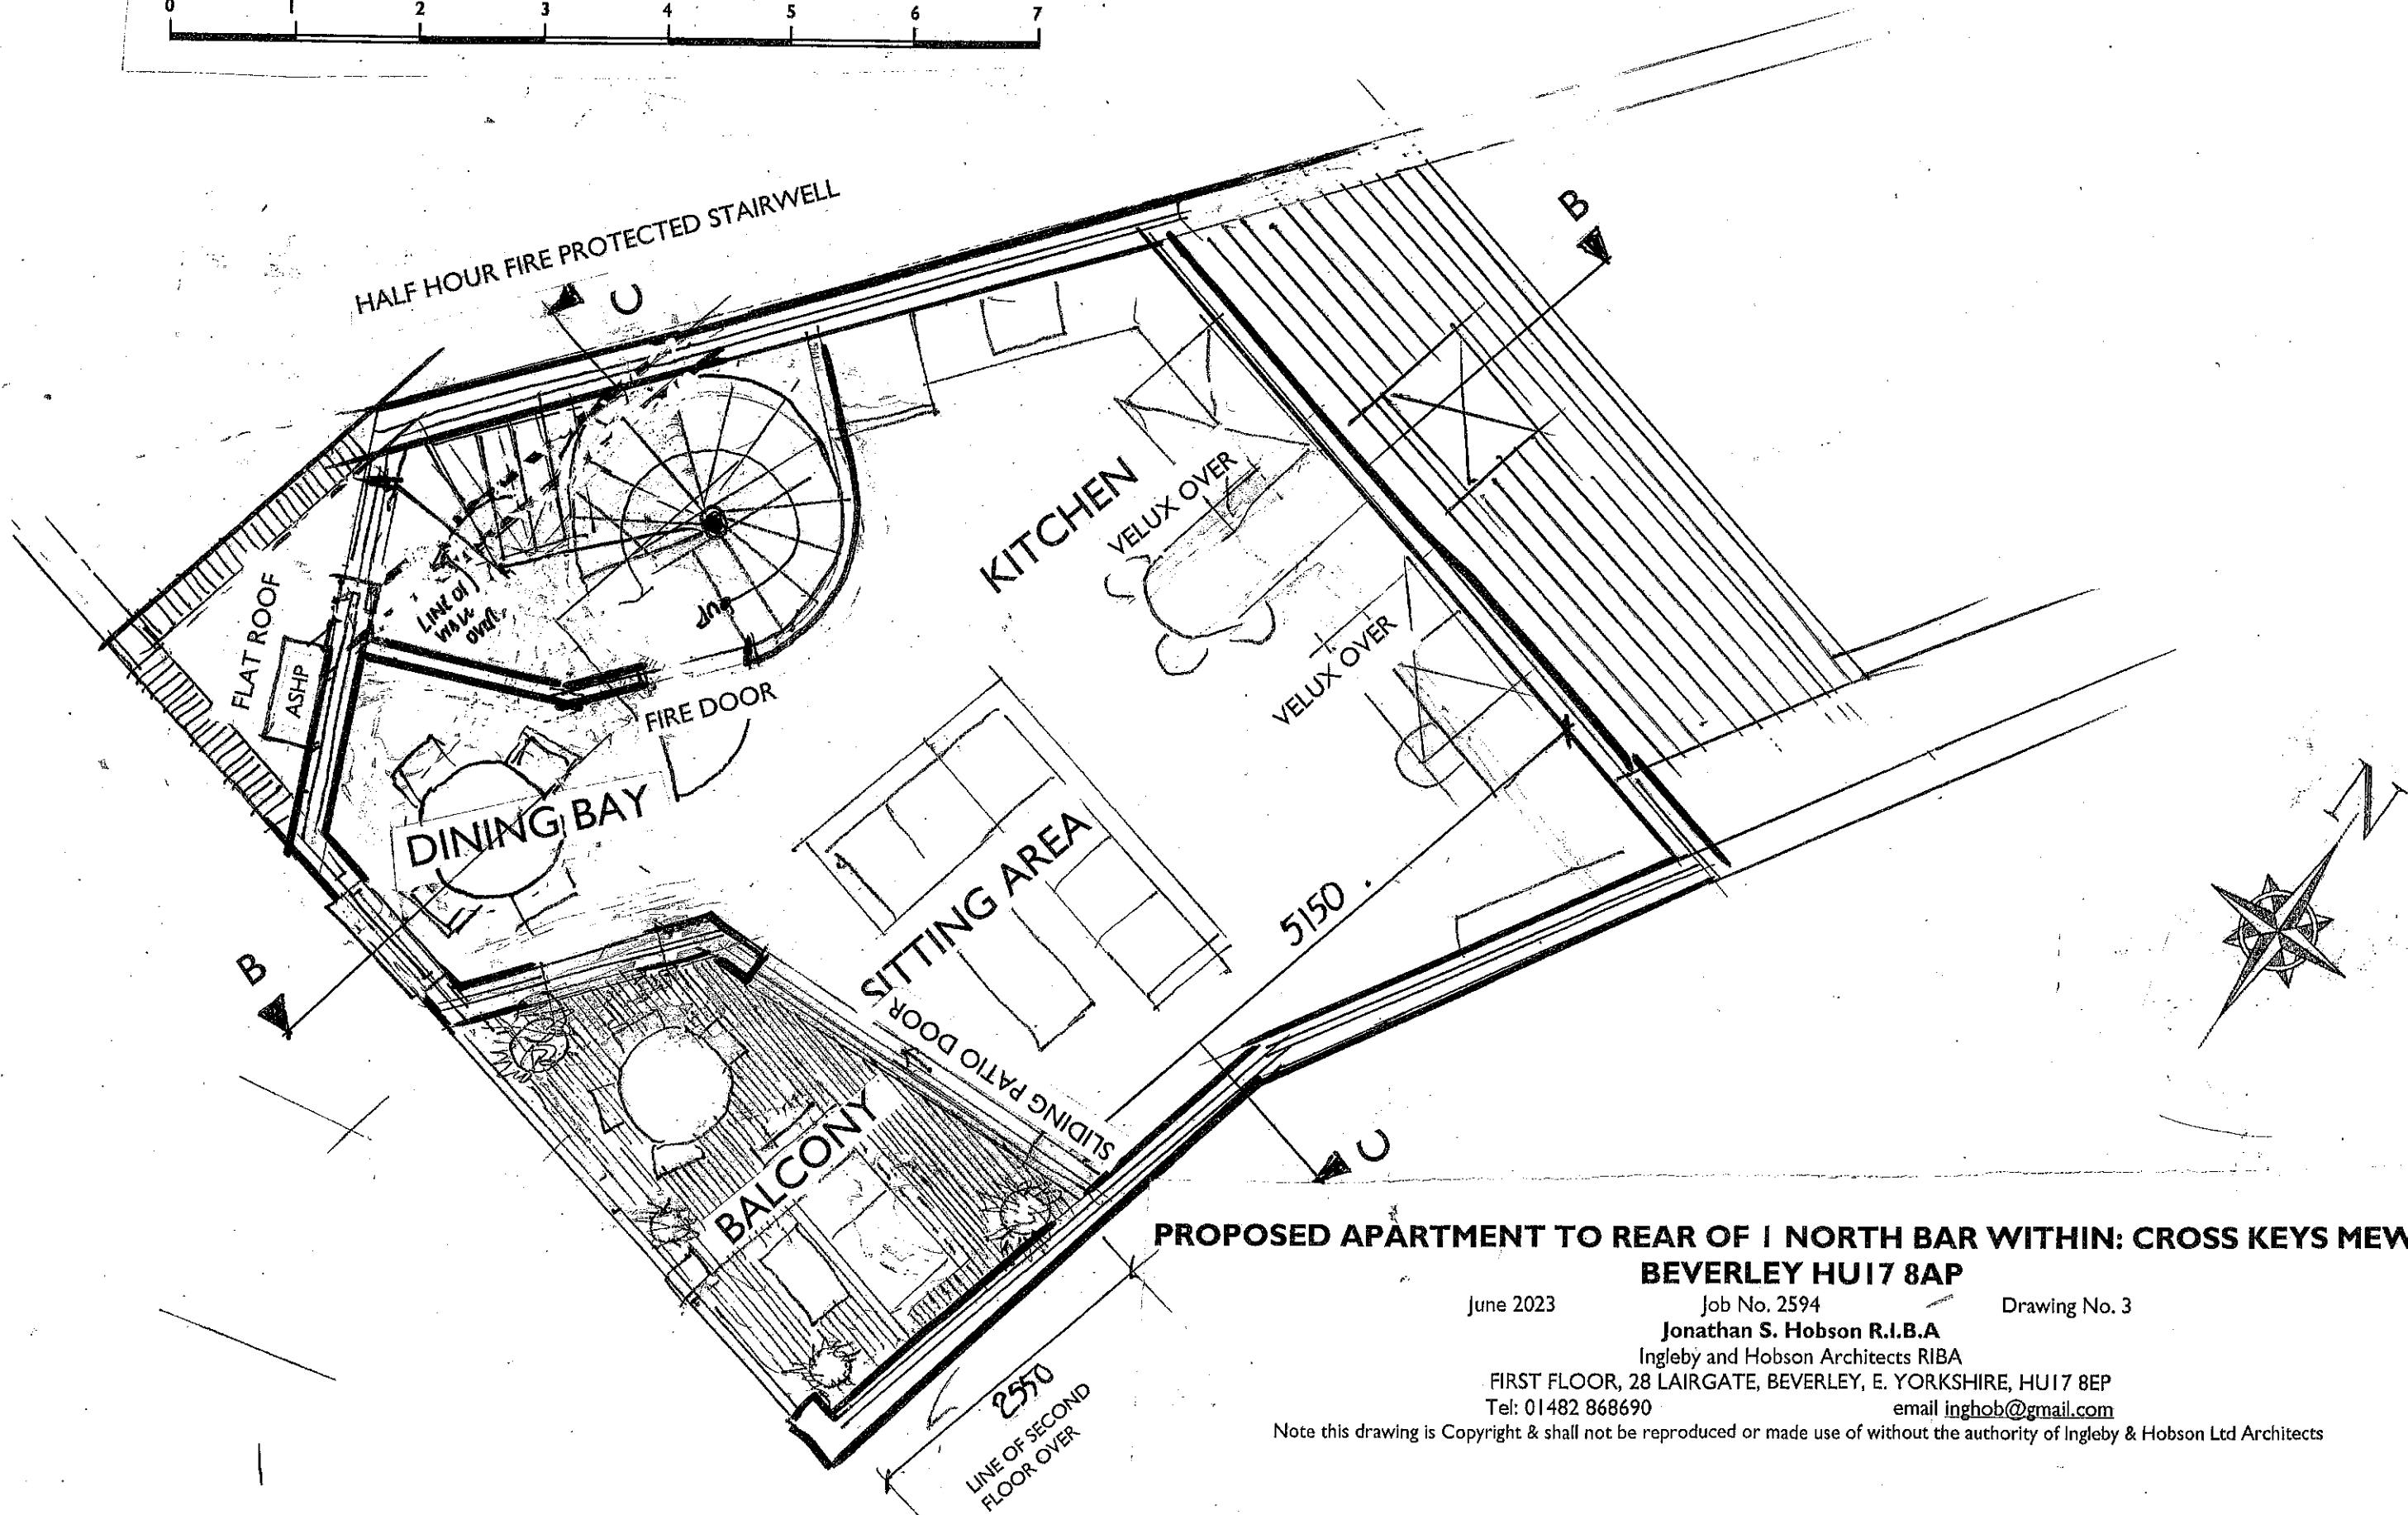 0 1 2 3 4 5 6 7
HALF HOUR FIRE PROTECTED STAIRWELL
B
C
KITCHEN
VELUX OVER
VELUX OVER
LINE OF
WALL
OVER
UP
FLAT ROOF
ASHP
FIRE DOOR
DINING BAY
SITTING AREA
5150
N
B
SLIDING PATIO DOOR
BALCONY
C
2550
LINE OF SECOND
FLOOR OVER
PROPOSED APARTMENT TO REAR OF 1 NORTH BAR WITHIN: CROSS KEYS MEW
BEVERLEY HU17 8AP
June 2023 Job No. 2594 Drawing No. 3
Jonathan S. Hobson R.I.B.A
Ingleby and Hobson Architects RIBA
FIRST FLOOR, 28 LAIRGATE, BEVERLEY, E. YORKSHIRE, HU17 8EP
Tel: 01482 868690 email inghob@gmail.com
Note this drawing is Copyright & shall not be reproduced or made use of without the authority of Ingleby & Hobson Ltd Architects